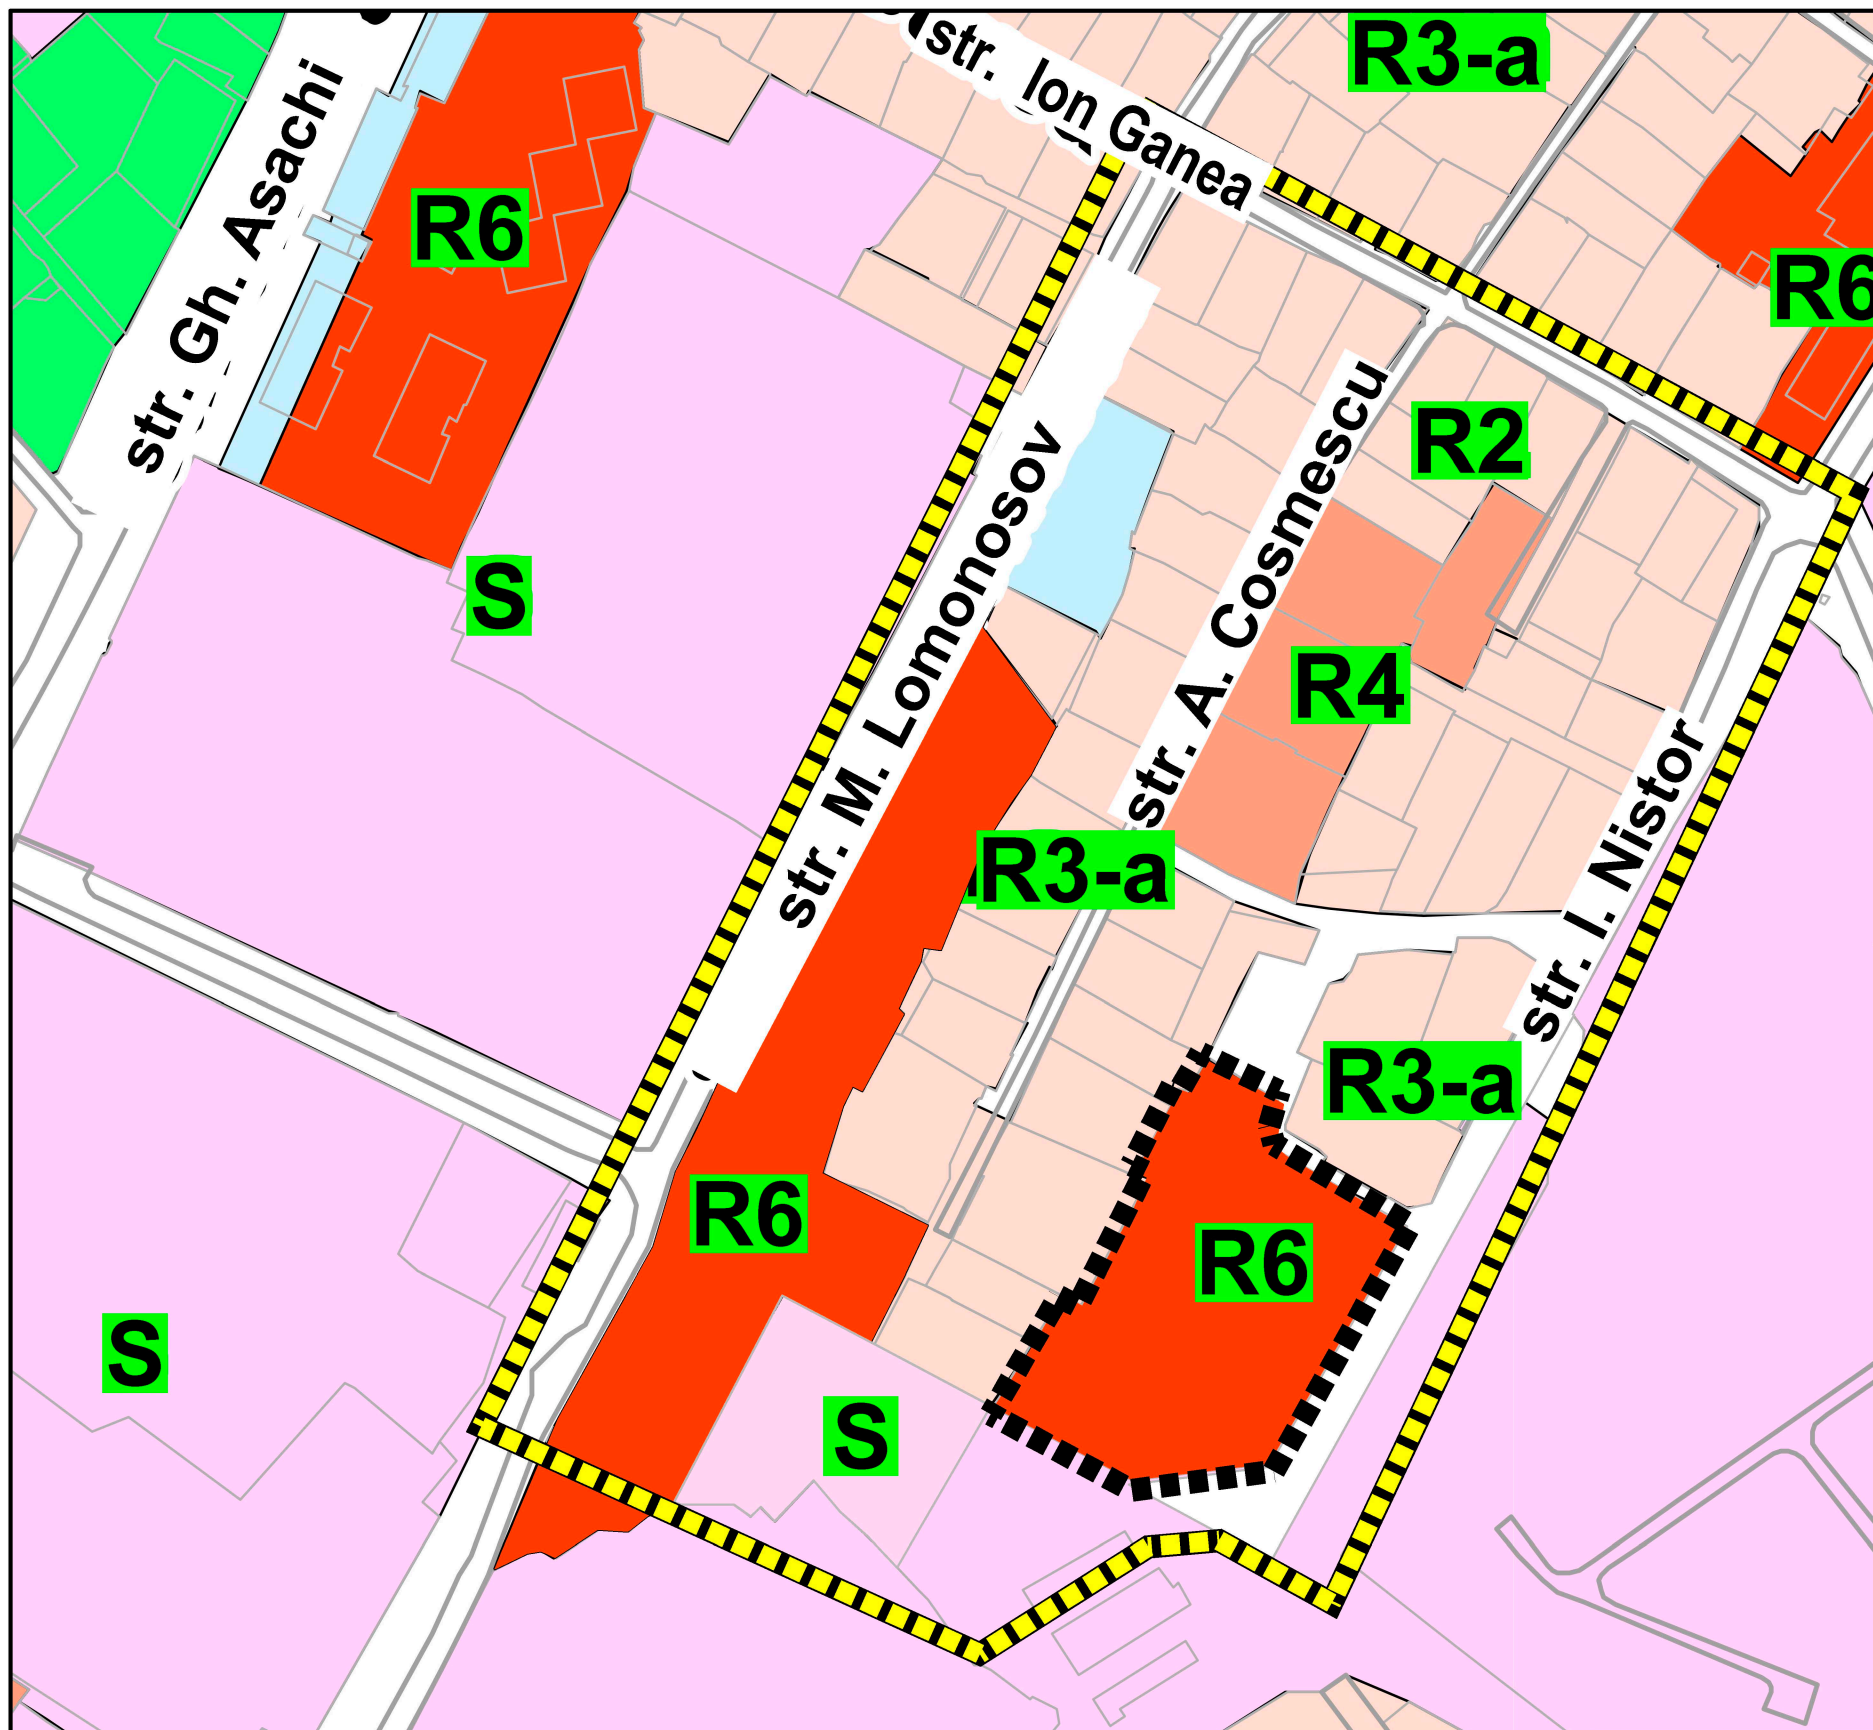 str. Ion Ganea
R3-a
str. Gh. Asachi
R6
R6
R2
str. A. Cosmescu
S
str. M. Lomonosov
R4
R3-a
str. I. Nistor
R3-a
R6
R6
S
S